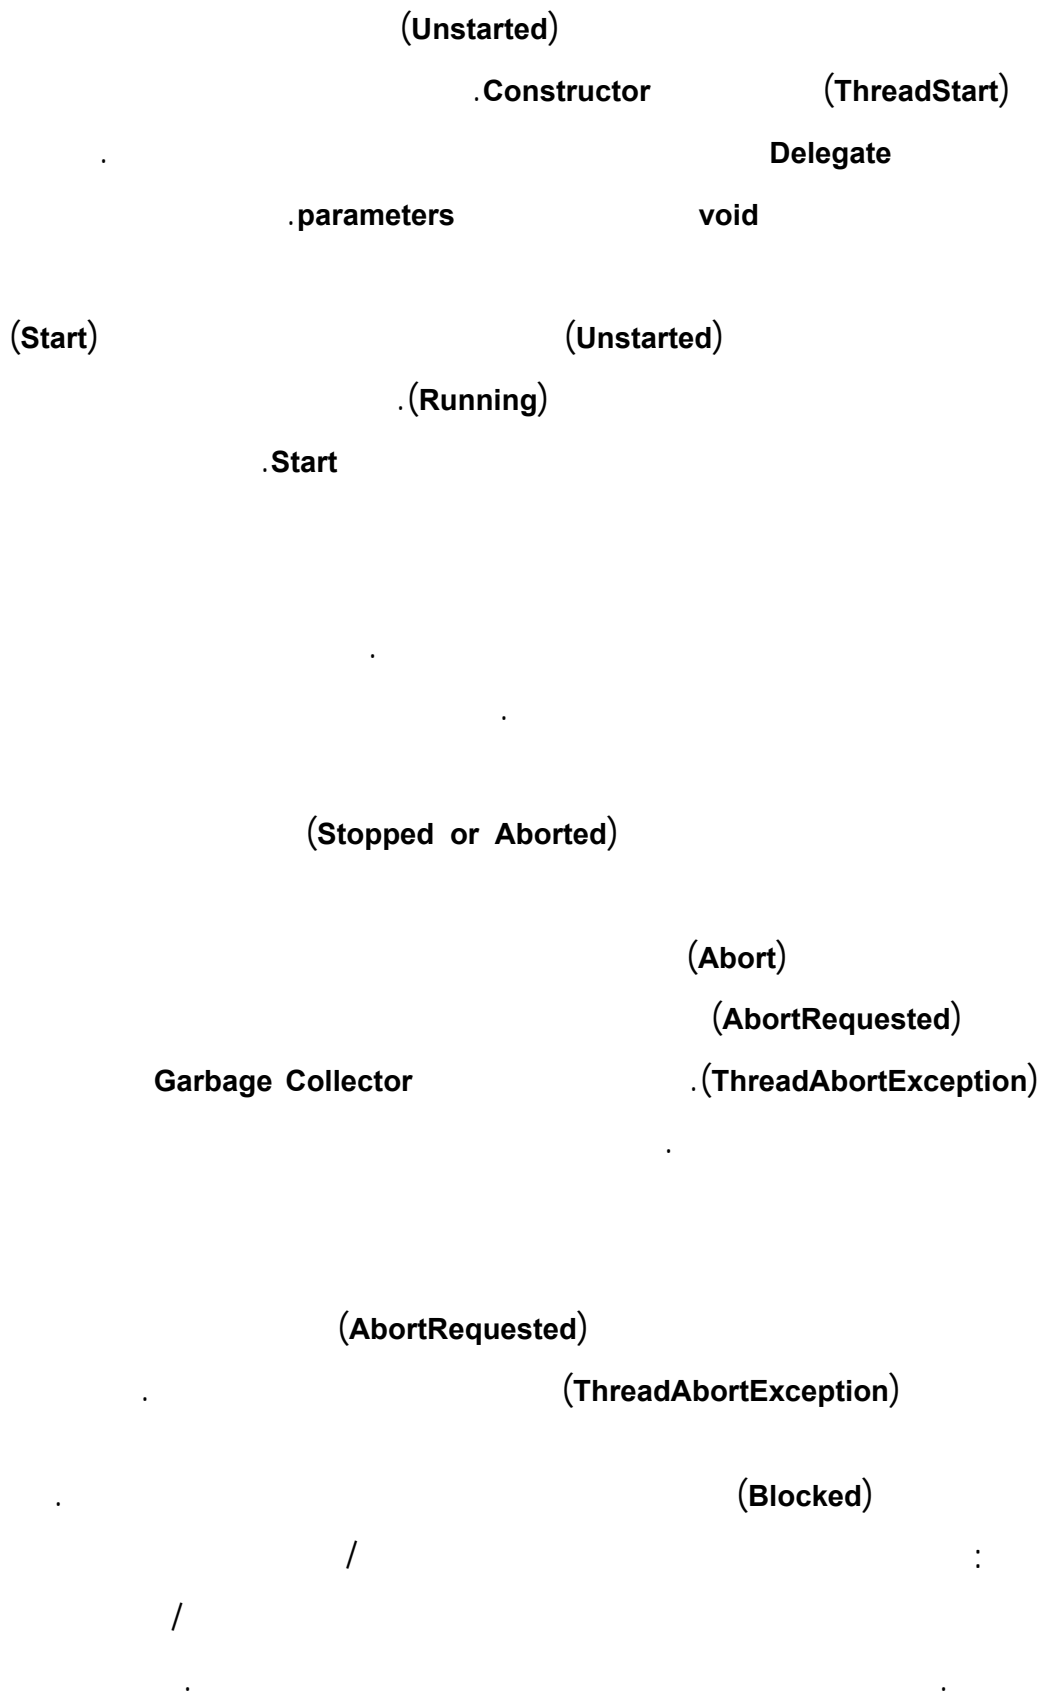 (Unstarted)
(ThreadStart) Constructor.
Delegate .
void parameters.
(Unstarted) (Start)
(Running).
Start.
.
.
(Stopped or Aborted)
(Abort)
(AbortRequested)
(ThreadAbortException). Garbage Collector
.
(AbortRequested)
(ThreadAbortException) .
(Blocked) .
: /
/
. .